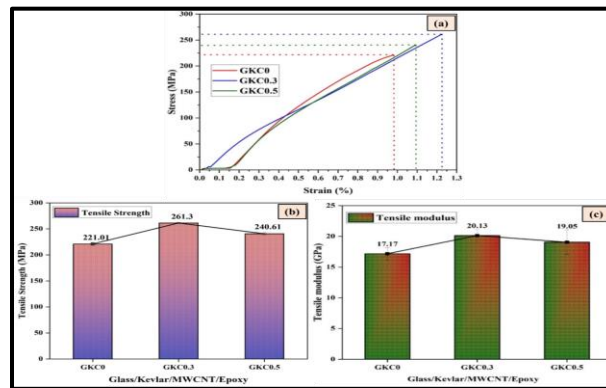 (a)
300
250
200
150
100
50
0
Stress (MPa)
GKC0
GKC0.3
GKC0.5
0.0 0.1 0.2 0.3 0.4 0.5 0.6 0.7 0.8 0.9 1.0 1.1 1.2 1.3
Strain (%)
(b)
Tensile Strength
300
250
200
150
100
50
0
Tensile Strength (MPa)
221.01
261.3
240.61
GKC0 GKC0.3 GKC0.5
Glass/Kevlar/MWCNT/Epoxy
(c)
Tensile modulus
25
20
15
10
5
0
Tensile modulus (GPa)
17.17
20.13
19.05
GKC0 GKC0.3 GKC0.5
Glass/Kevlar/MWCNT/Epoxy